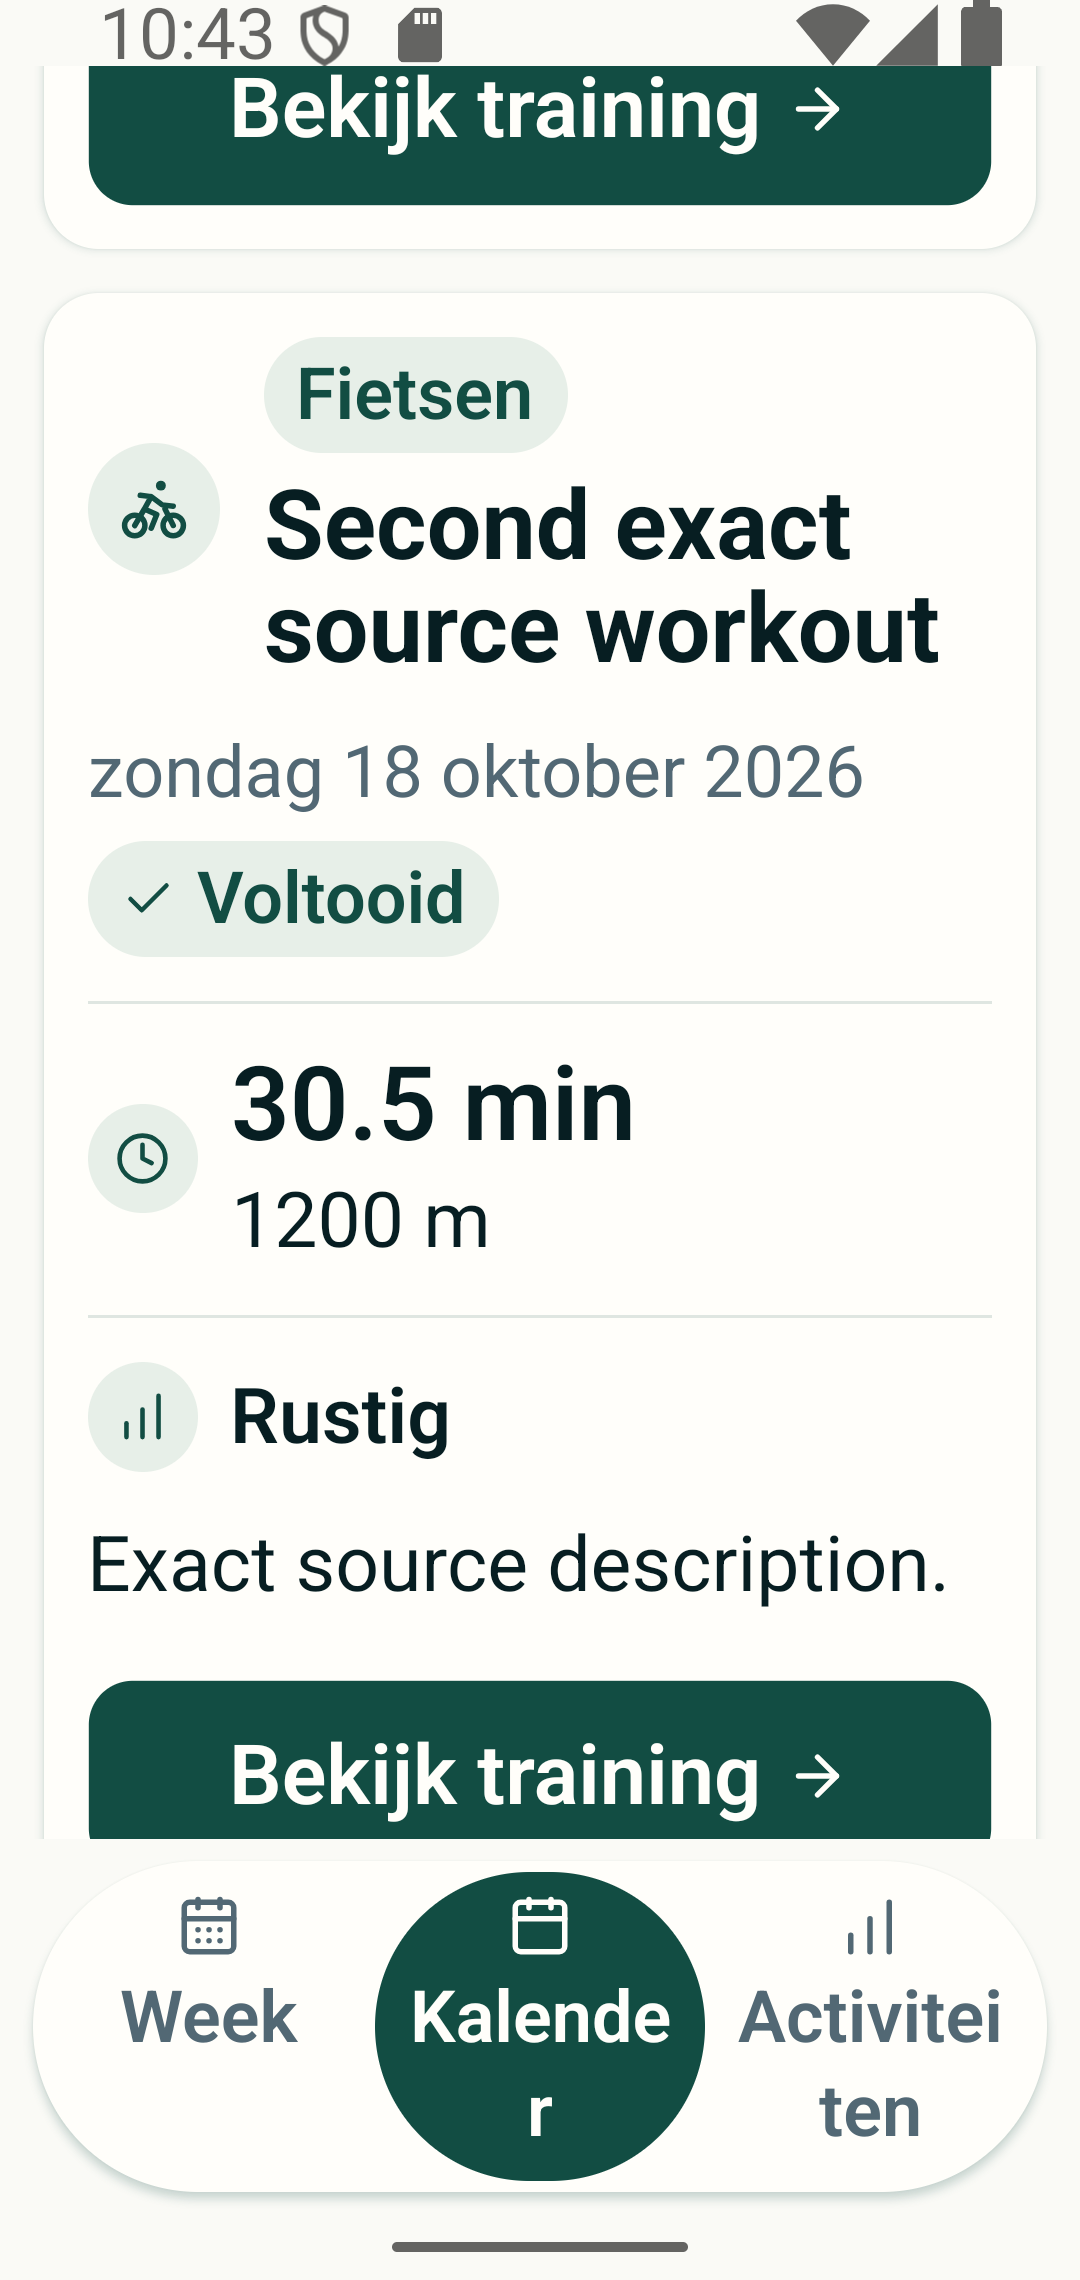 10:43
Bekijk training
Fietsen
Second exact
source workout
zondag 18 oktober 2026
Voltooid
30.5 min
1200 m
Rustig
Exact source description.
Bekijk training
Week
Kalende
r
Activitei
ten